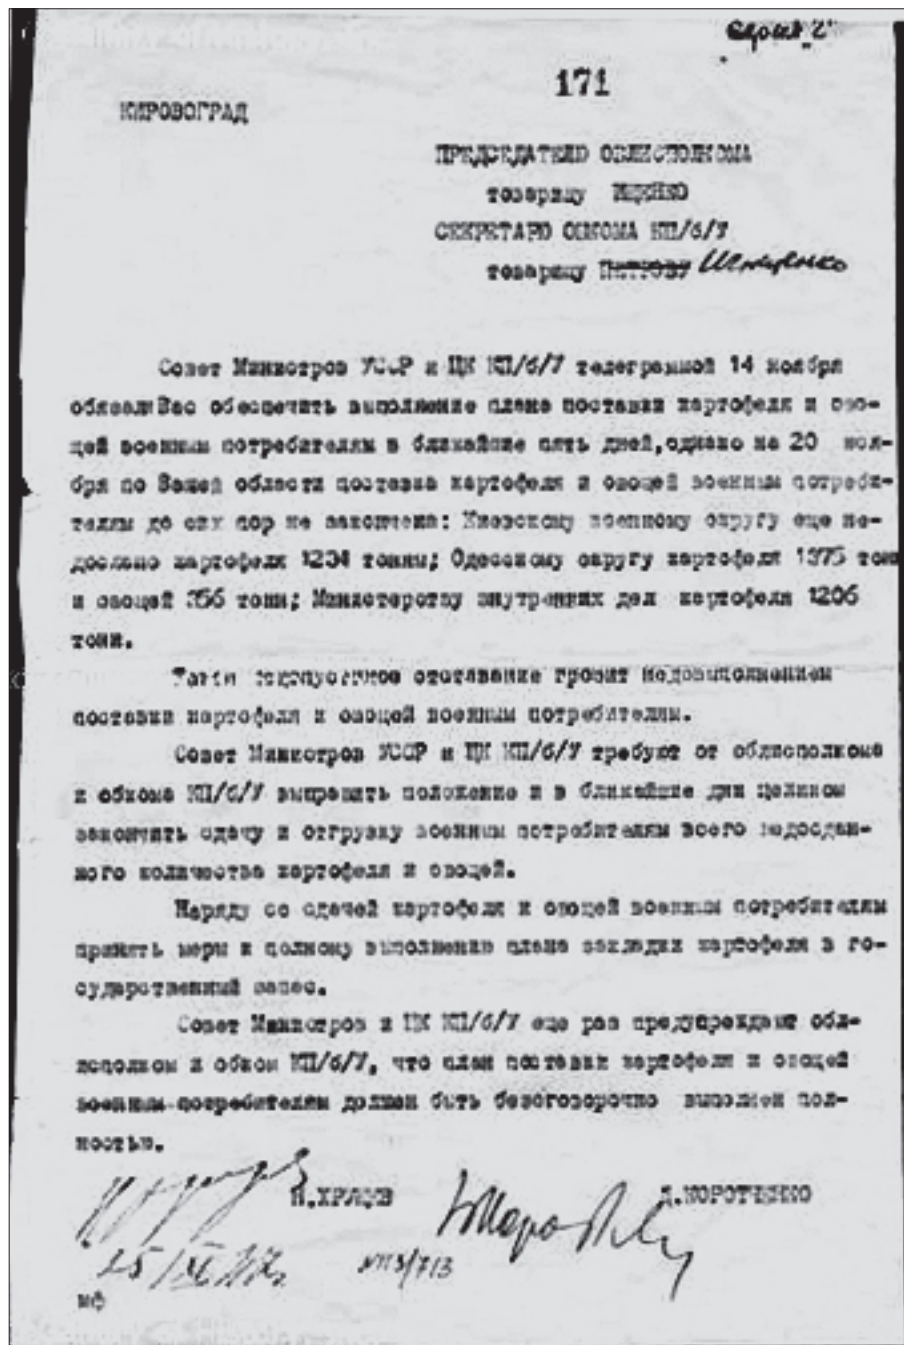 Серия "Г"
171
КИРОВОГРАД
ПРЕДСЕДАТЕЛЮ ОБЛИСПОЛКОМА
товарищу ИЩЕНКО
СЕКРЕТАРЮ ОБКОМА КП/б/У
товарищу ПЕТРОВУ
Совет Министров УССР и ЦК КП/б/У телеграммой 14 ноября
обязали Вас обеспечить выполнение плана поставки картофеля и ово-
щей военным потребителям в ближайшие пять дней, однако на 20 ноя-
бря по Вашей области поставка картофеля и овощей военным потреби-
телям до сих пор не закончена: Киевскому военному округу еще не-
дослано картофеля 1234 тонны; Одесскому округу картофеля 1375 тонн
и овощей 356 тонн; Министерству внутренних дел картофеля 1206
тонн.
отставание грозит недовыполнением
поставки картофеля и овощей военным потребителям.
Совет Министров УССР и ЦК КП/б/У требуют от облисполкома
и обкома КП/б/У выправить положение и в ближайшие дни целиком
закончить сдачу и отгрузку военным потребителям всего недосдан-
ного количества картофеля и овощей.
Наряду со сдачей картофеля и овощей военным потребителям
принять меры к полному выполнению плана закладки картофеля в го-
сударственный запас.
Совет Министров и ЦК КП/б/У еще раз предупреждают обл-
исполком и обком КП/б/У, что план поставки картофеля и овощей
военным потребителям должен быть безоговорочно выполнен пол-
ностью.
Н.ХРУЩЕВ Д.КОРОТЧЕНКО
мф